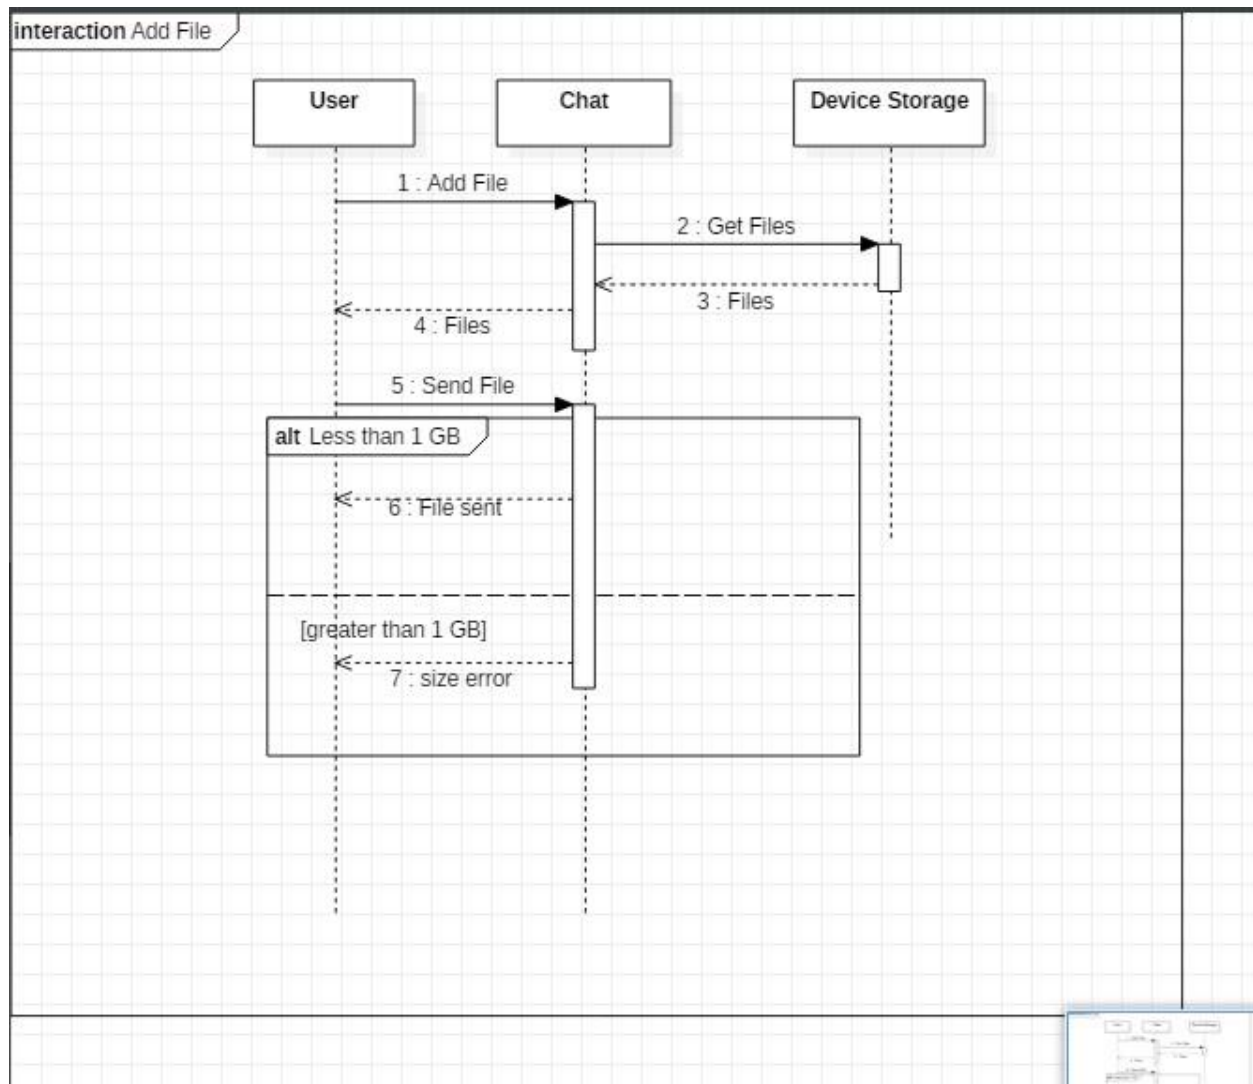 interaction Add File
User
Chat
Device Storage
1 : Add File
2 : Get Files
3 : Files
4 : Files
5 : Send File
alt Less than 1 GB
6 : File sent
[greater than 1 GB]
7 : size error